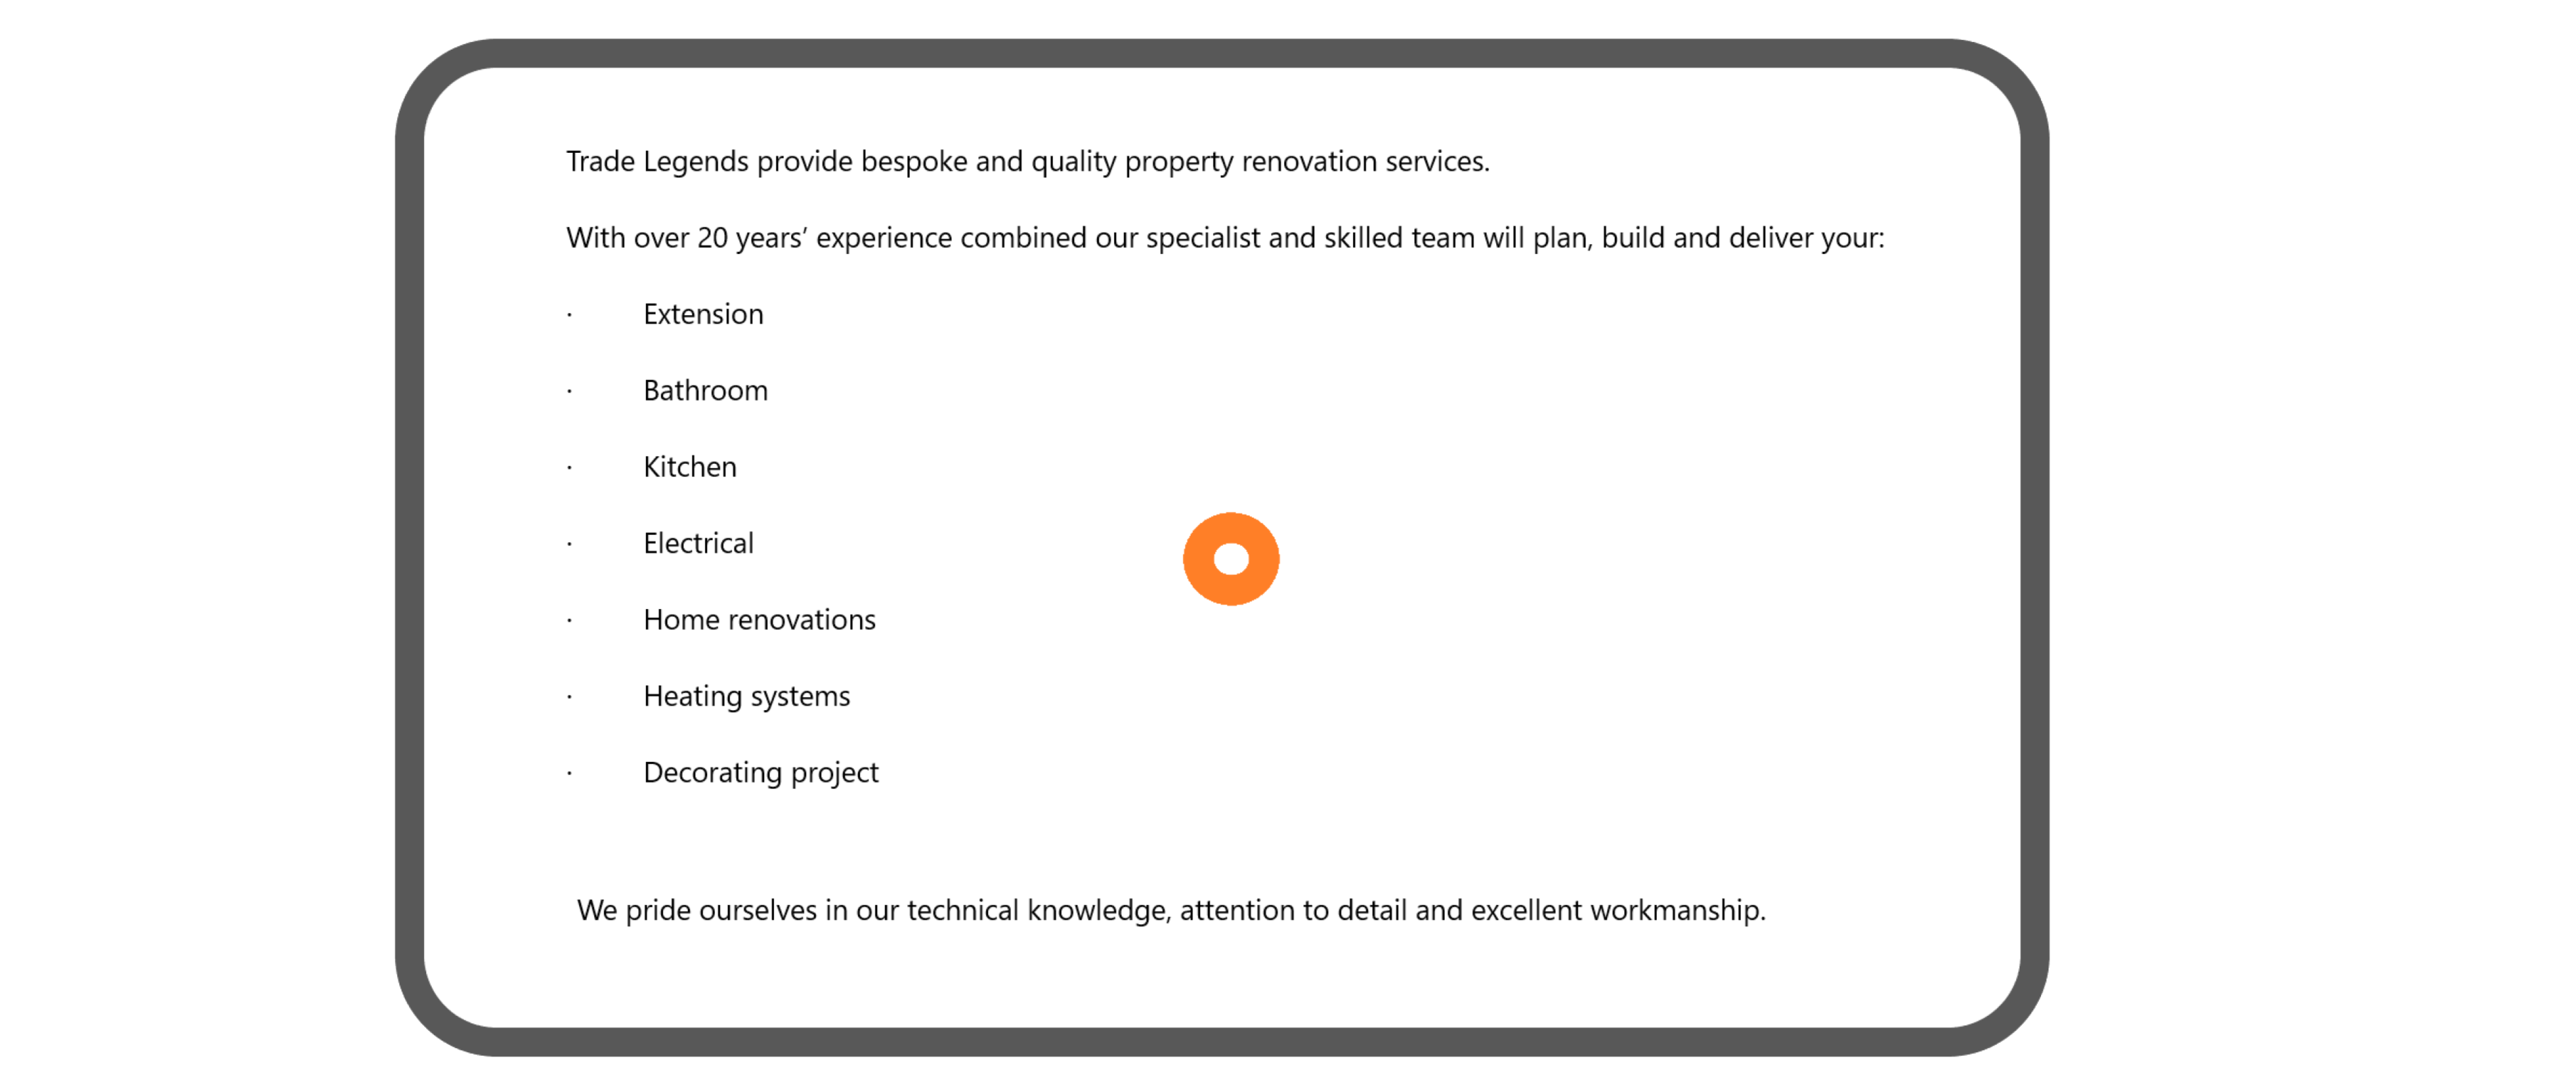 Trade Legends provide bespoke and quality property renovation services.
With over 20 years’ experience combined our specialist and skilled team will plan, build and deliver your:
· Extension
· Bathroom
· Kitchen
· Electrical
· Home renovations
· Heating systems
· Decorating project
We pride ourselves in our technical knowledge, attention to detail and excellent workmanship.